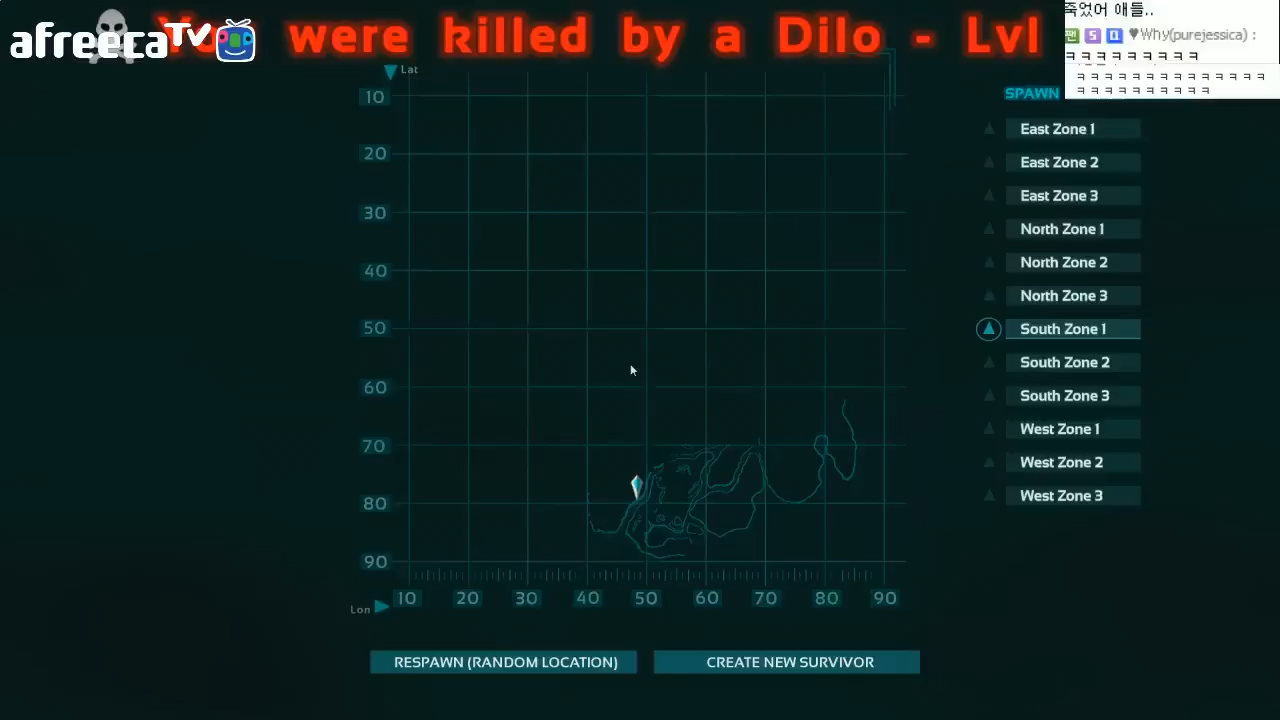 You were killed by a Dilo - Lvl
afreecaTV
죽었어 애들..
팬 S Q ♥Why(purejessica) :
ㅋㅋㅋㅋㅋㅋㅋㅋㅋ
ㅋㅋㅋㅋㅋㅋㅋㅋㅋㅋㅋㅋㅋㅋ
ㅋㅋㅋㅋㅋㅋㅋㅋㅋㅋ
Lat
10
20
30
40
50
60
70
80
90
Lon
10 20 30 40 50 60 70 80 90
SPAWN
East Zone 1
East Zone 2
East Zone 3
North Zone 1
North Zone 2
North Zone 3
South Zone 1
South Zone 2
South Zone 3
West Zone 1
West Zone 2
West Zone 3
RESPAWN (RANDOM LOCATION)
CREATE NEW SURVIVOR